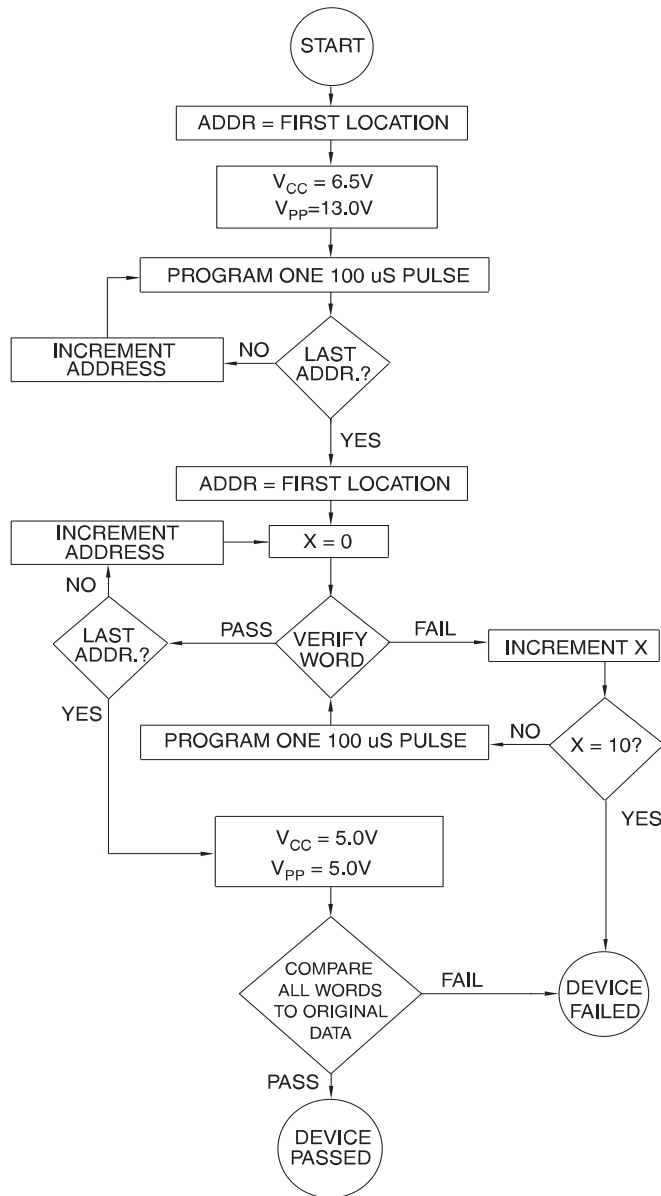 START
ADDR = FIRST LOCATION
VCC = 6.5V
VPP=13.0V
PROGRAM ONE 100 uS PULSE
INCREMENT
ADDRESS
NO
LAST
ADDR.?
YES
ADDR = FIRST LOCATION
INCREMENT
ADDRESS
X = 0
NO
LAST
ADDR.?
PASS
VERIFY
WORD
FAIL
INCREMENT X
YES
PROGRAM ONE 100 uS PULSE
NO
X = 10?
YES
VCC = 5.0V
VPP = 5.0V
COMPARE
ALL WORDS
TO ORIGINAL
DATA
FAIL
DEVICE
FAILED
PASS
DEVICE
PASSED